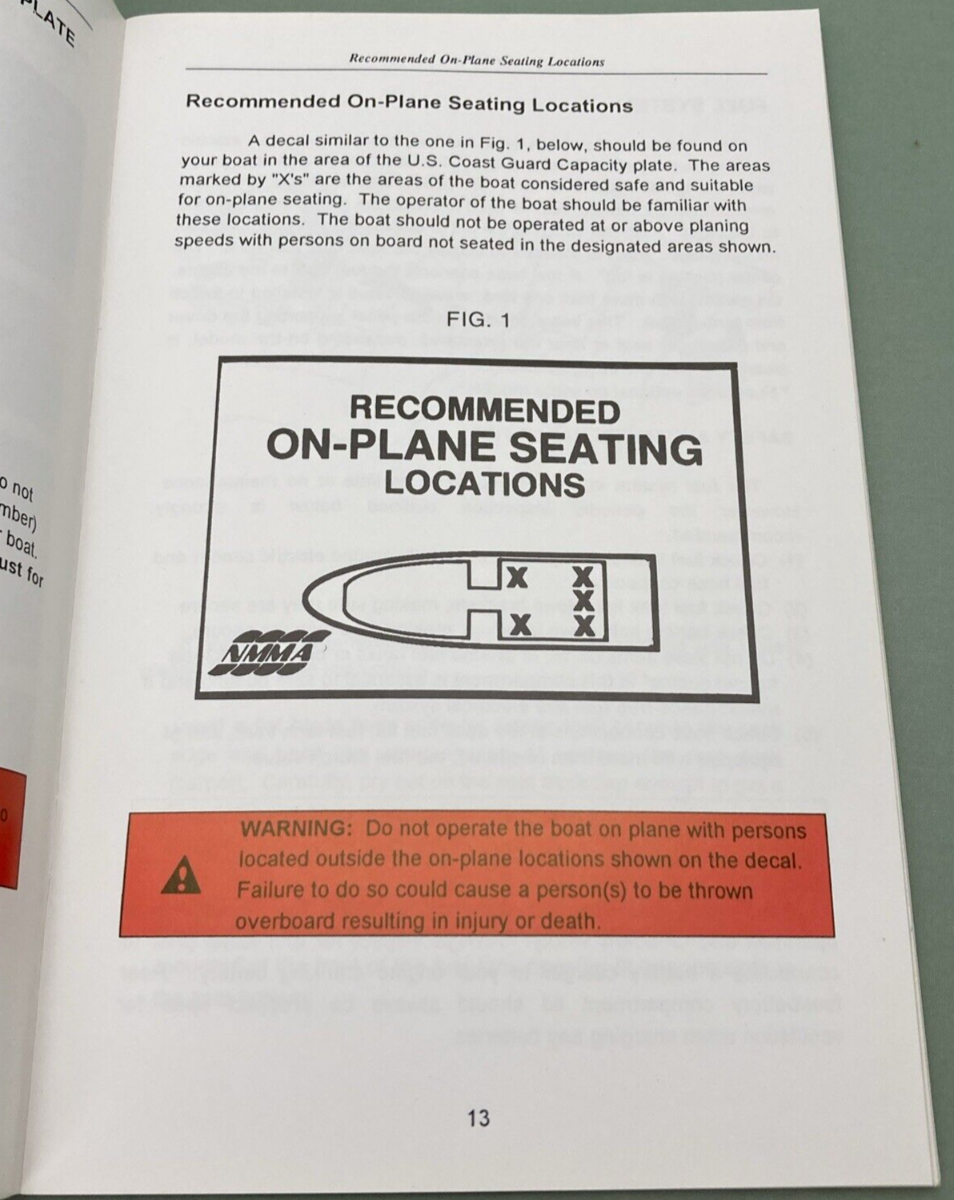 PLATE
o not
mber)
boat.
ust for
0
Recommended On-Plane Seating Locations
Recommended On-Plane Seating Locations
A decal similar to the one in Fig. 1, below, should be found on
your boat in the area of the U.S. Coast Guard Capacity plate. The areas
marked by "X's" are the areas of the boat considered safe and suitable
for on-plane seating. The operator of the boat should be familiar with
these locations. The boat should not be operated at or above planing
speeds with persons on board not seated in the designated areas shown.
FIG. 1
RECOMMENDED
ON-PLANE SEATING
LOCATIONS
X X
X
X X
NMMA
WARNING: Do not operate the boat on plane with persons
located outside the on-plane locations shown on the decal.
Failure to do so could cause a person(s) to be thrown
overboard resulting in injury or death.
13